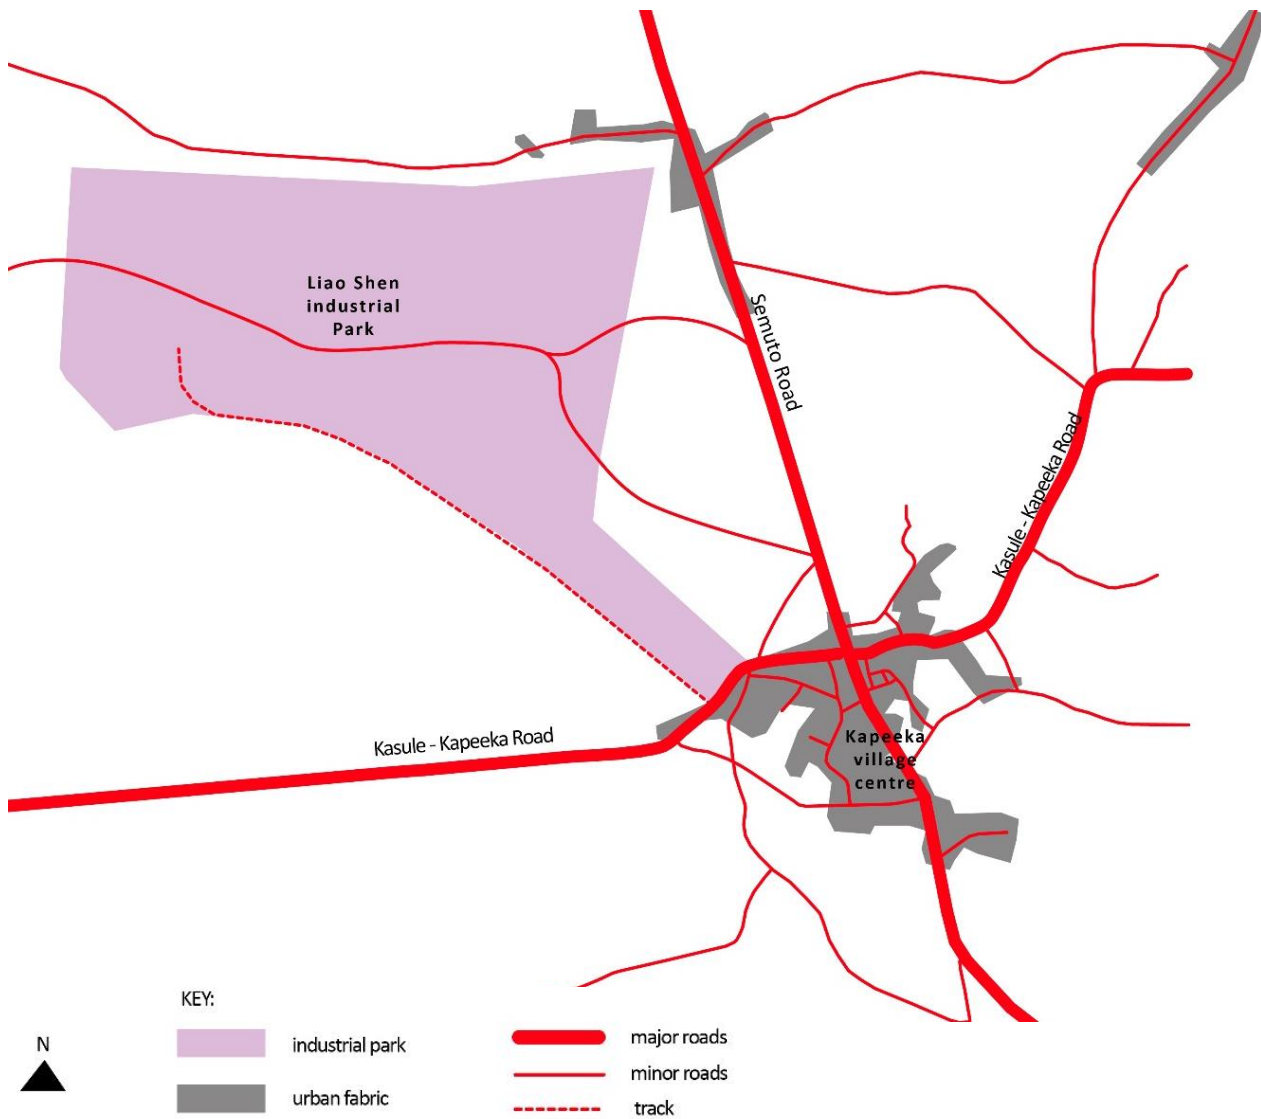 Liao Shen
industrial
Park
Semuto Road
Kasule - Kapeeka Road
Kasule - Kapeeka Road
Kapeeka
village
centre
KEY:
N
industrial park
urban fabric
major roads
minor roads
track